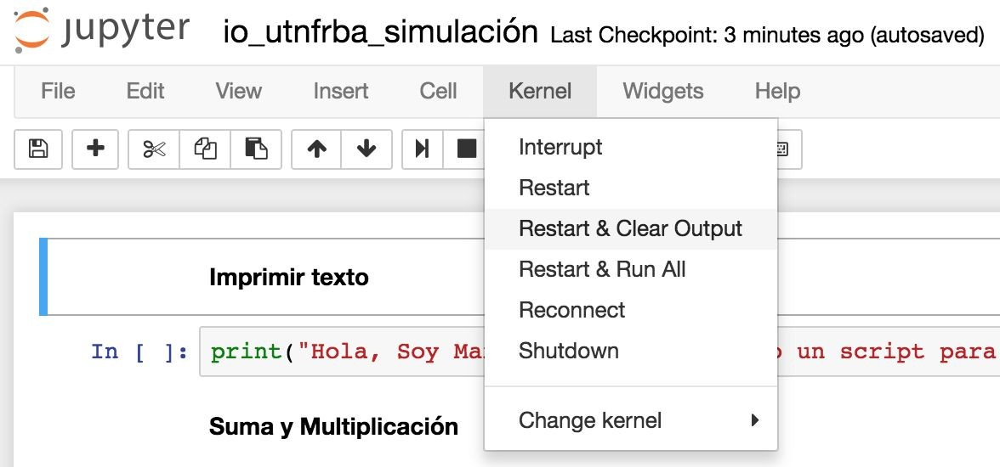 jupyter io_utnfrba_simulación Last Checkpoint: 3 minutes ago (autosaved)
File Edit View Insert Cell Kernel Widgets Help
Interrupt
Restart
Restart & Clear Output
Restart & Run All
Reconnect
Shutdown
Change kernel
Imprimir texto
In [ ]: print("Hola, Soy un script para
Suma y Multiplicación